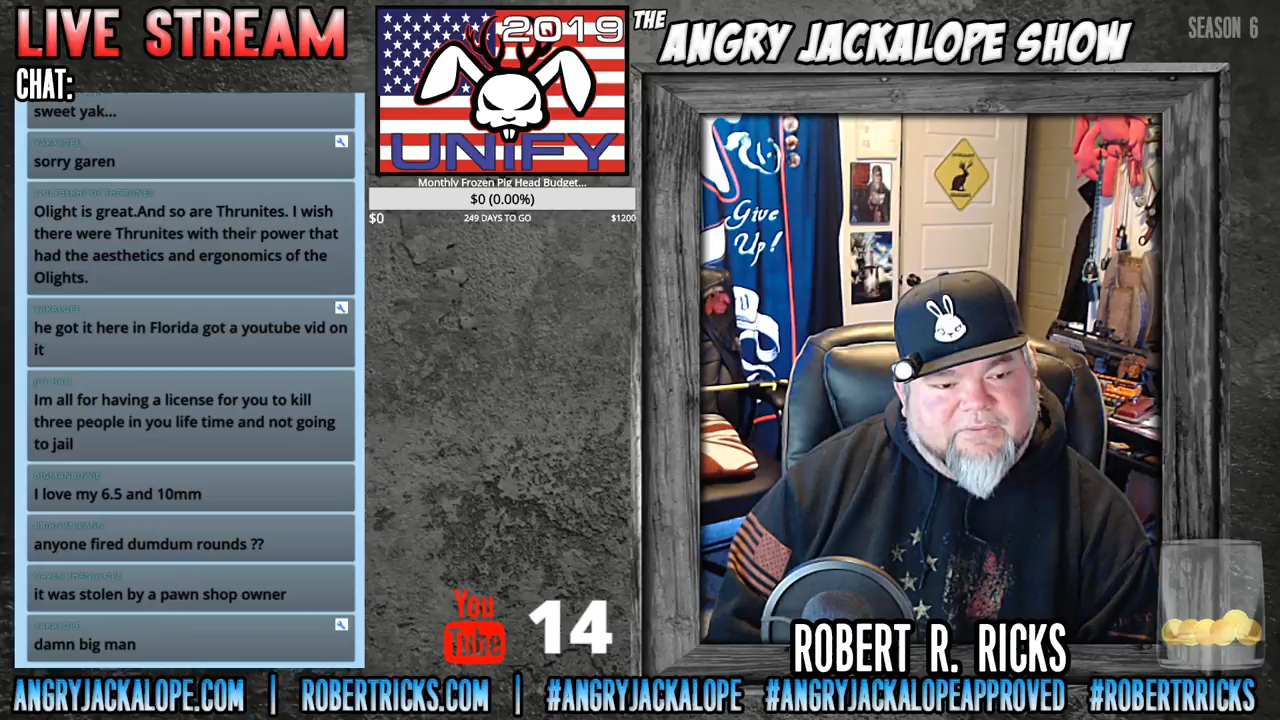 LIVE STREAM
CHAT:
sweet yak...
YAKALOPE
sorry garen
Olight is great.And so are Thrunites. I wish
there were Thrunites with their power that
had the aesthetics and ergonomics of the
Olights.
YAKALOPE
he got it here in Florida got a youtube vid on
it
Im all for having a license for you to kill
three people in you life time and not going
to jail
BIGMANBOWIE
I love my 6.5 and 10mm
anyone fired dumdum rounds ??
it was stolen by a pawn shop owner
YAKALOPE
damn big man
2019
UNIFY
Monthly Frozen Pig Head Budget...
$0 (0.00%)
$0
249 DAYS TO GO
$1200
You
Tube
14
THE
ANGRY JACKALOPE SHOW
SEASON 6
Give
Up!
ROBERT R. RICKS
ANGRYJACKALOPE.COM | ROBERTRICKS.COM | #ANGRYJACKALOPE #ANGRYJACKALOPEAPPROVED #ROBERTRRICKS